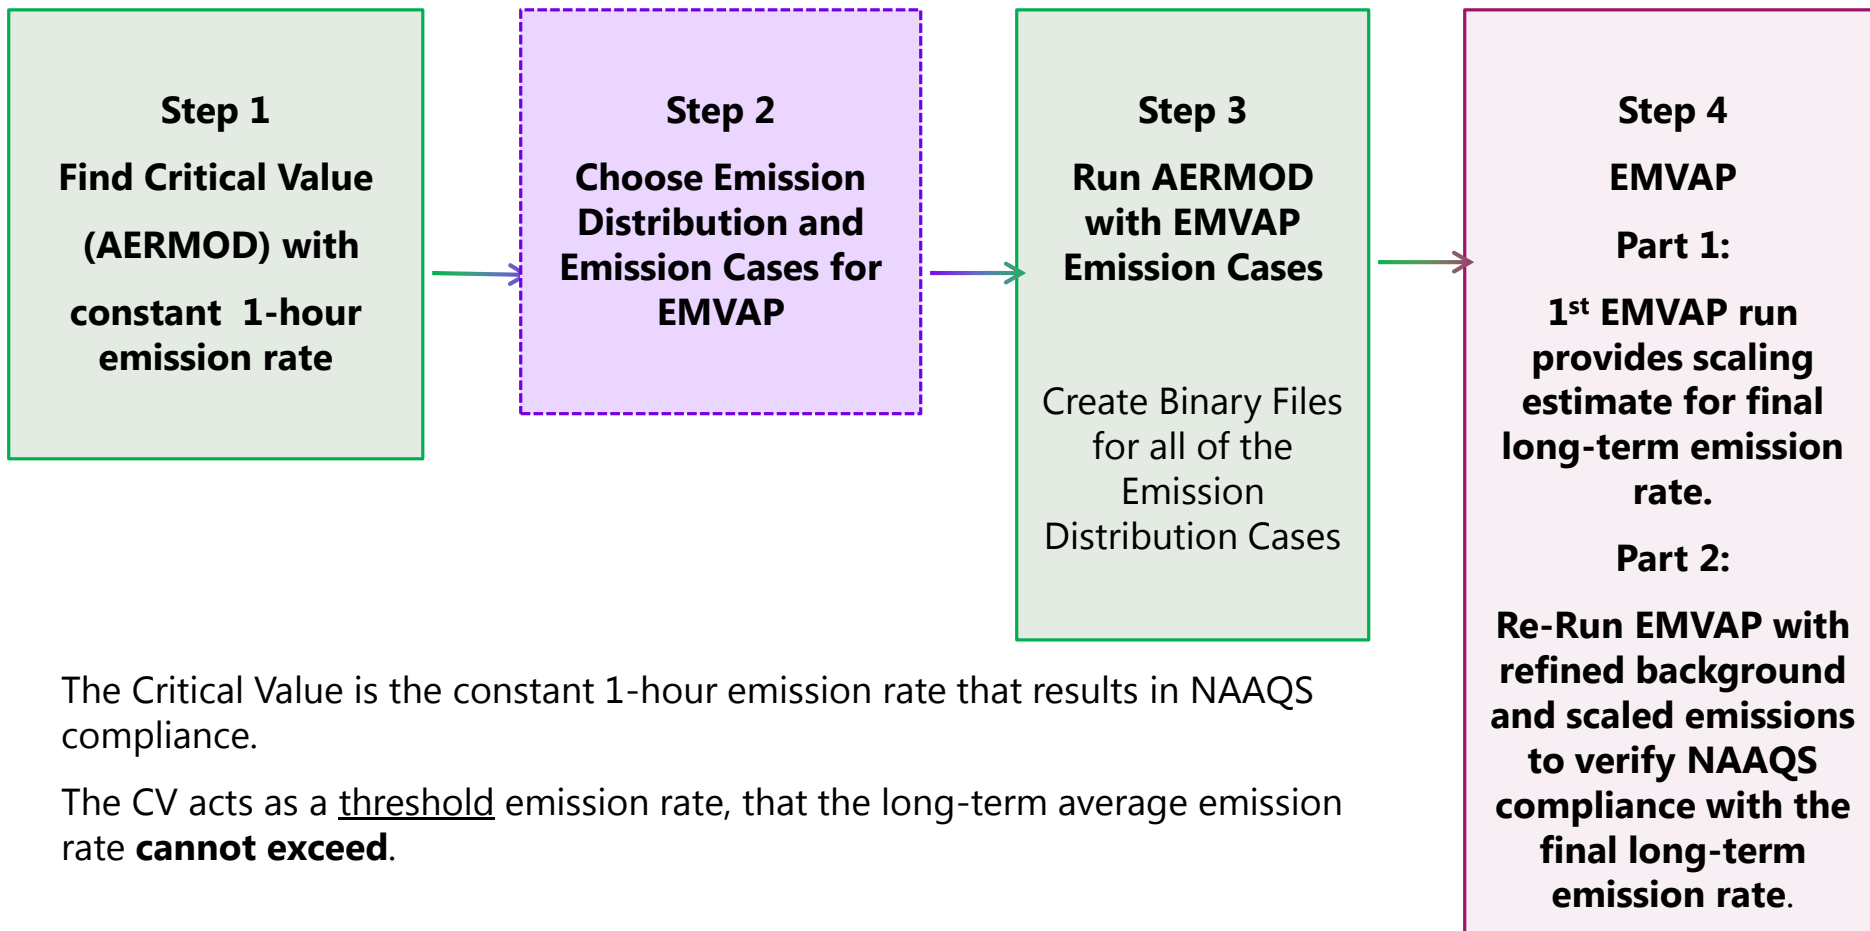 Step 1
Find Critical Value
(AERMOD) with
constant 1-hour
emission rate
Step 2
Choose Emission
Distribution and
Emission Cases for
EMVAP
Step 3
Run AERMOD
with EMVAP
Emission Cases
Create Binary Files
for all of the
Emission
Distribution Cases
Step 4
EMVAP
Part 1:
1st EMVAP run
provides scaling
estimate for final
long-term emission
rate.
Part 2:
Re-Run EMVAP with
refined background
and scaled emissions
to verify NAAQS
compliance with the
final long-term
emission rate.
The Critical Value is the constant 1-hour emission rate that results in NAAQS
compliance.
The CV acts as a threshold emission rate, that the long-term average emission
rate cannot exceed.